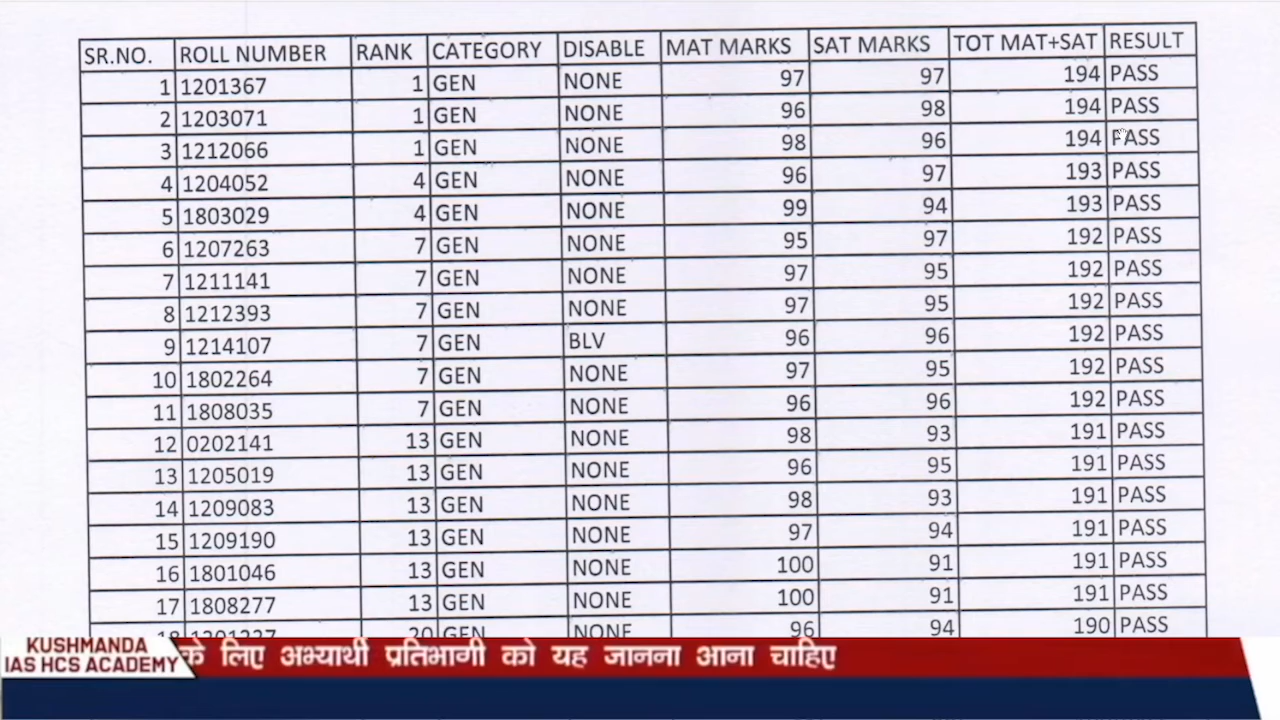 SR.NO. ROLL NUMBER RANK CATEGORY DISABLE MAT MARKS SAT MARKS TOT MAT+SAT RESULT
1 1201367 1 GEN NONE 97 97 194 PASS
2 1203071 1 GEN NONE 96 98 194 PASS
3 1212066 1 GEN NONE 98 96 194 PASS
4 1204052 4 GEN NONE 96 97 193 PASS
5 1803029 4 GEN NONE 99 94 193 PASS
6 1207263 7 GEN NONE 95 97 192 PASS
7 1211141 7 GEN NONE 97 95 192 PASS
8 1212393 7 GEN NONE 97 95 192 PASS
9 1214107 7 GEN BLV 96 96 192 PASS
10 1802264 7 GEN NONE 97 95 192 PASS
11 1808035 7 GEN NONE 96 96 192 PASS
12 0202141 13 GEN NONE 98 93 191 PASS
13 1205019 13 GEN NONE 96 95 191 PASS
14 1209083 13 GEN NONE 98 93 191 PASS
15 1209190 13 GEN NONE 97 94 191 PASS
16 1801046 13 GEN NONE 100 91 191 PASS
17 1808277 13 GEN NONE 100 91 191 PASS
18 20 GEN NONE 96 94 190 PASS
KUSHMANDA
IAS HCS ACADEMY
के लिए अभ्यार्थी प्रतिभागी को यह जानना आना चाहिए